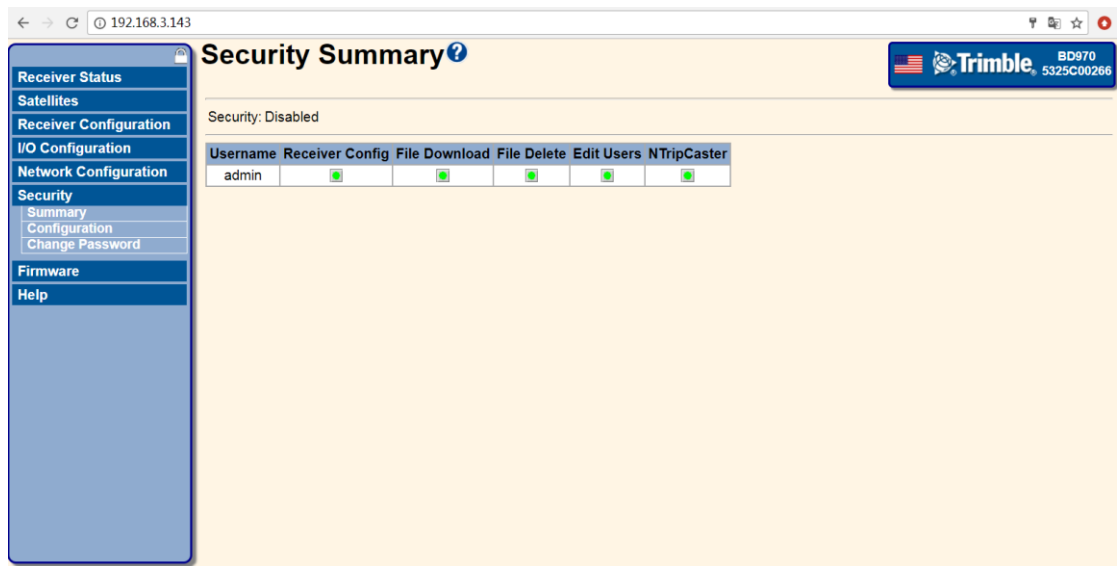 192.168.3.143
Security Summary
Trimble
BD970
5325C00266
Receiver Status
Satellites
Receiver Configuration
I/O Configuration
Network Configuration
Security
Summary
Configuration
Change Password
Firmware
Help
Security: Disabled
Username Receiver Config File Download File Delete Edit Users NTripCaster
admin